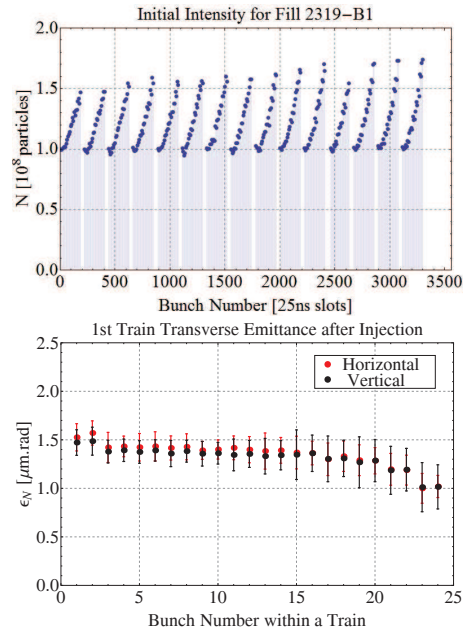 Initial Intensity for Fill 2319−B1
2.0
1.5
1.0
0.5
0.0
N [10⁸ particles]
0 500 1000 1500 2000 2500 3000 3500
Bunch Number [25ns slots]
1st Train Transverse Emittance after Injection
2.5
2.0
1.5
1.0
0.5
0
ϵN [μm.rad]
Horizontal
Vertical
0 5 10 15 20 25
Bunch Number within a Train